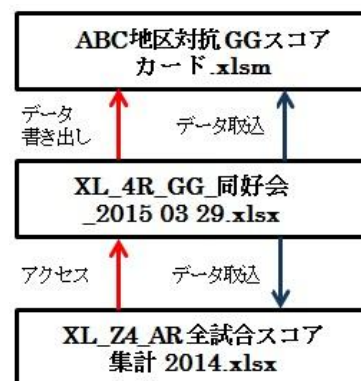 ABC地区対抗 GGスコア
カード.xlsm
データ
書き出し
データ取込
XL_4R_GG_同好会
_2015 03 29.xlsx
アクセス
データ取込
XL_Z4_AR全試合スコア
集計 2014.xlsx